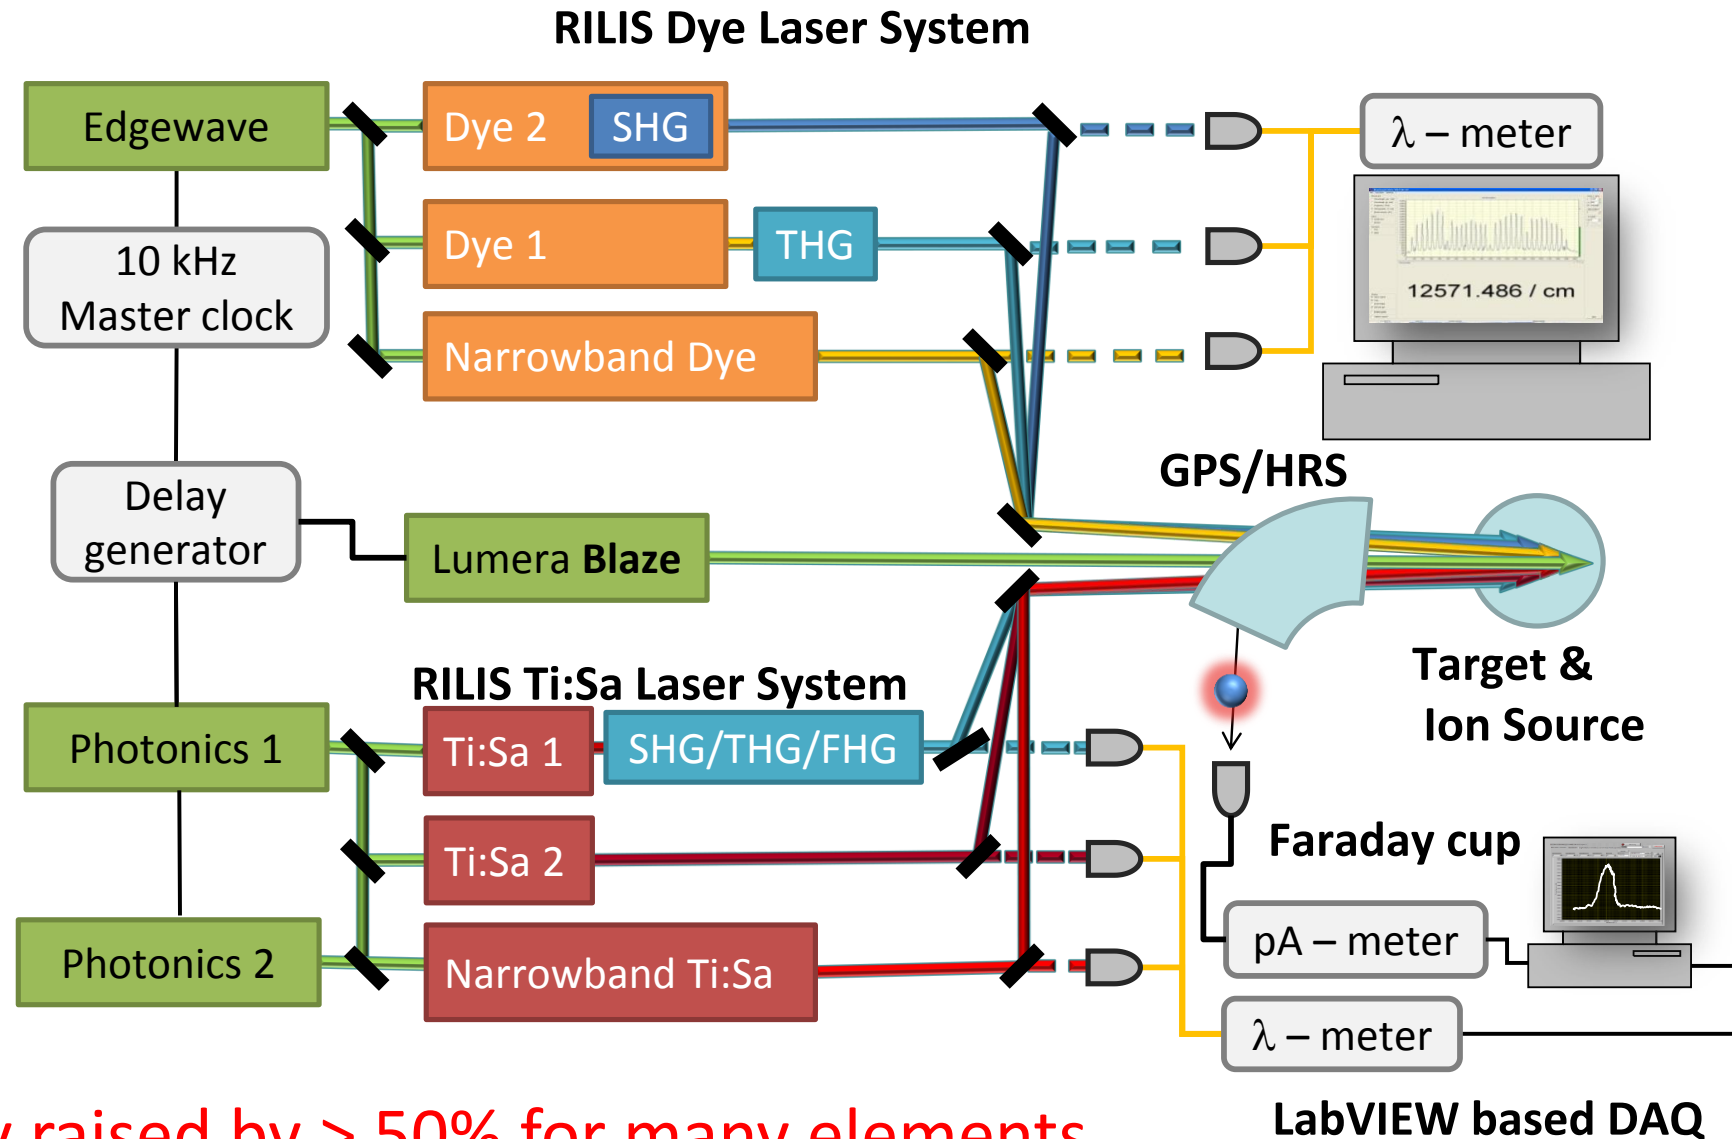 RILIS Dye Laser System
Edgewave
Dye 2
SHG
λ – meter
10 kHz
Master clock
Dye 1
THG
12571.486 / cm
Narrowband Dye
GPS/HRS
Delay
generator
Lumera Blaze
Target &
Ion Source
RILIS Ti:Sa Laser System
Photonics 1
Ti:Sa 1
SHG/THG/FHG
Ti:Sa 2
Faraday cup
pA – meter
Photonics 2
Narrowband Ti:Sa
λ – meter
LabVIEW based DAQ
raised by > 50% for many elements